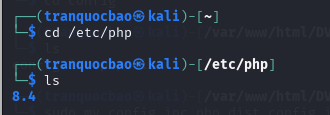 ┌──(tranquocbao㉿kali)-[~]
└─$ cd /etc/php
┌──(tranquocbao㉿kali)-[/etc/php]
└─$ ls
8.4